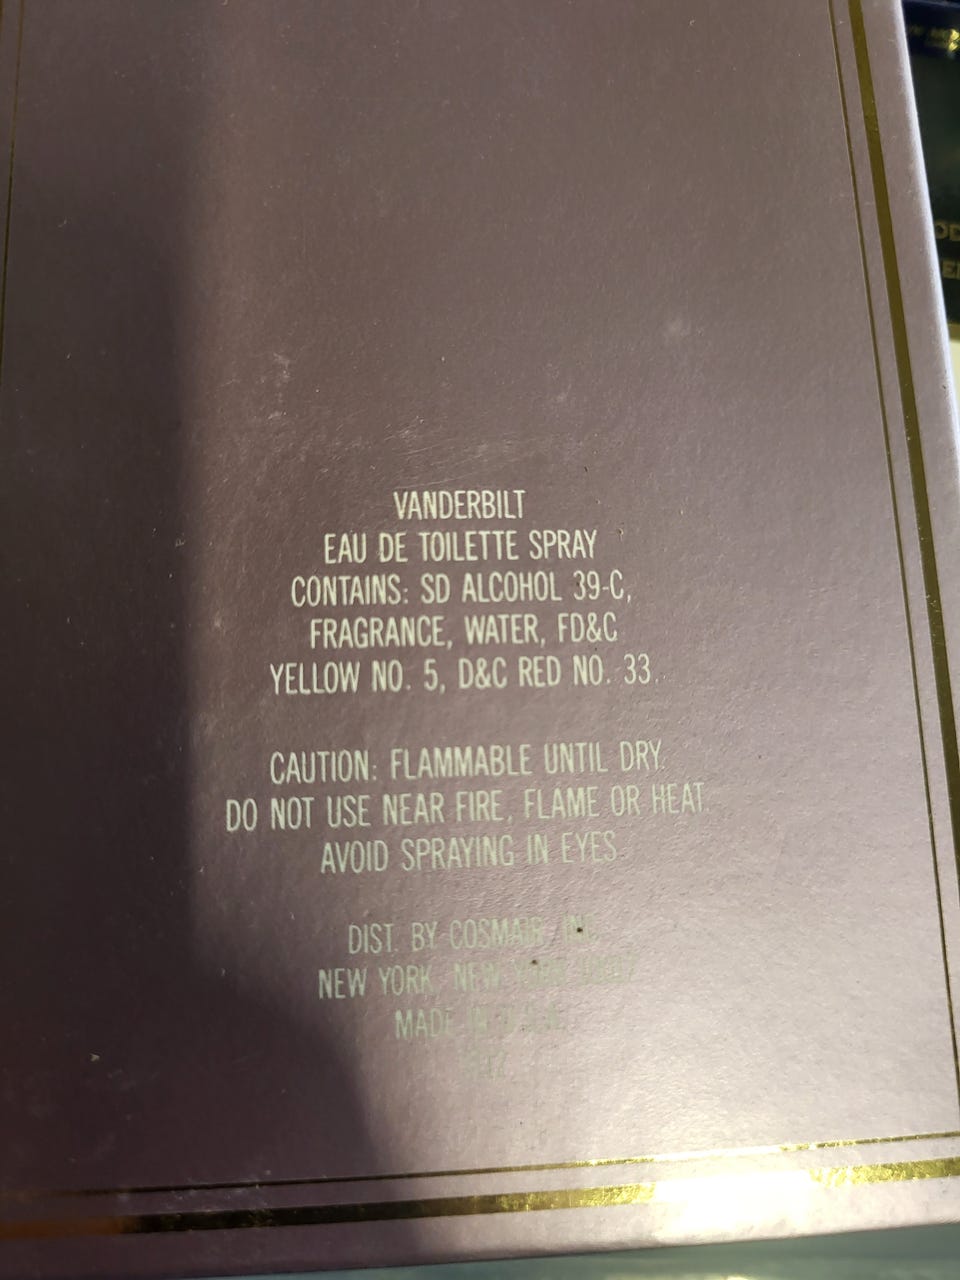 VANDERBILT
EAU DE TOILETTE SPRAY
CONTAINS: SD ALCOHOL 39-C,
FRAGRANCE, WATER, FD&C
YELLOW NO. 5, D&C RED NO. 33.
CAUTION: FLAMMABLE UNTIL DRY.
DO NOT USE NEAR FIRE, FLAME OR HEAT.
AVOID SPRAYING IN EYES.
DIST. BY COSMAIR, INC.
NEW YORK, NEW YORK
MADE IN U.S.A.